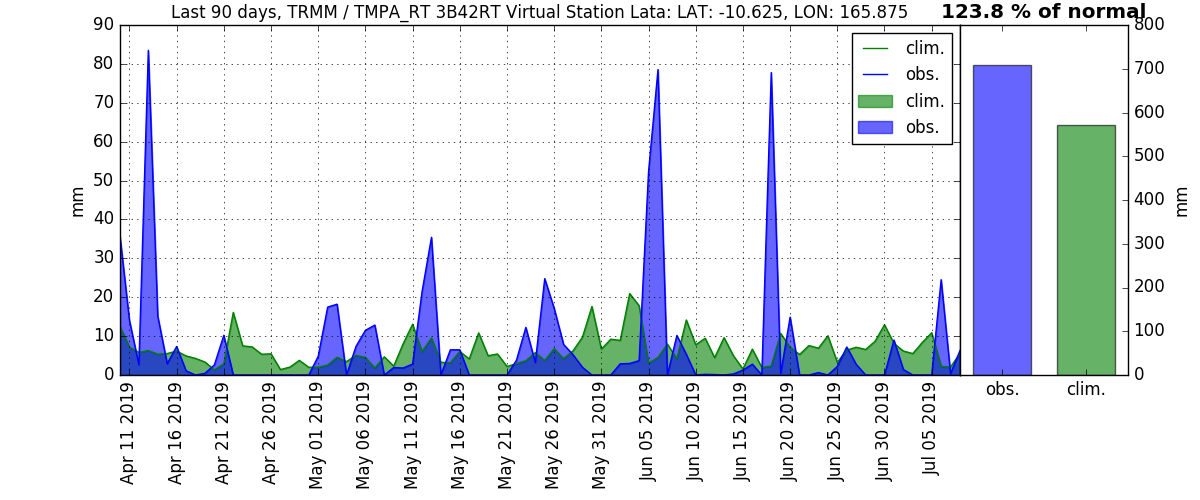 Last 90 days, TRMM / TMPA_RT 3B42RT Virtual Station Lata: LAT: -10.625, LON: 165.875
123.8 % of normal
90
80
70
60
50
40
30
20
10
0
mm
clim.
obs.
clim.
obs.
Apr 11 2019
Apr 16 2019
Apr 21 2019
Apr 26 2019
May 01 2019
May 06 2019
May 11 2019
May 16 2019
May 21 2019
May 26 2019
May 31 2019
Jun 05 2019
Jun 10 2019
Jun 15 2019
Jun 20 2019
Jun 25 2019
Jun 30 2019
Jul 05 2019
800
700
600
500
400
300
200
100
0
mm
obs.
clim.